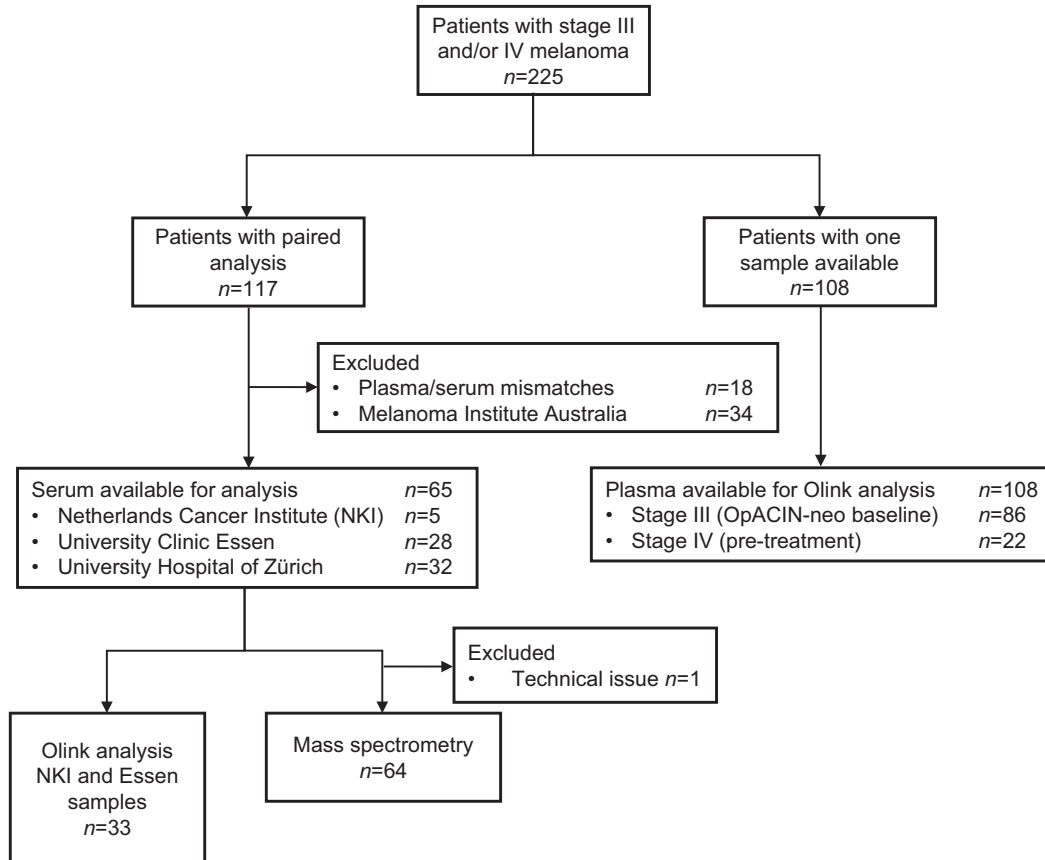 Patients with stage III
and/or IV melanoma
n=225
Patients with paired
analysis
n=117
Patients with one
sample available
n=108
Excluded
• Plasma/serum mismatches n=18
• Melanoma Institute Australia n=34
Serum available for analysis n=65
• Netherlands Cancer Institute (NKI) n=5
• University Clinic Essen n=28
• University Hospital of Zürich n=32
Plasma available for Olink analysis n=108
• Stage III (OpACIN-neo baseline) n=86
• Stage IV (pre-treatment) n=22
Excluded
• Technical issue n=1
Olink analysis
NKI and Essen
samples
n=33
Mass spectrometry
n=64